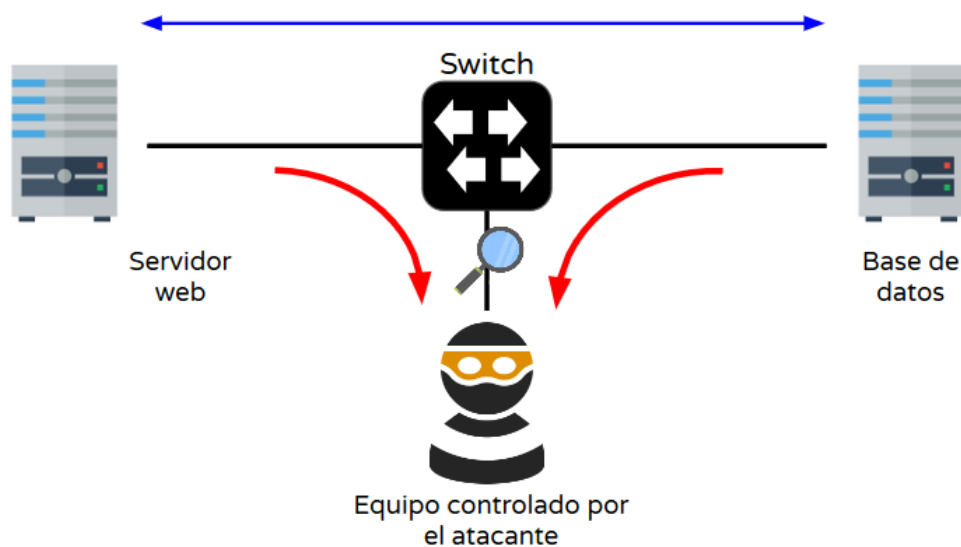 Switch
Servidor
web
Base de
datos
Equipo controlado por
el atacante